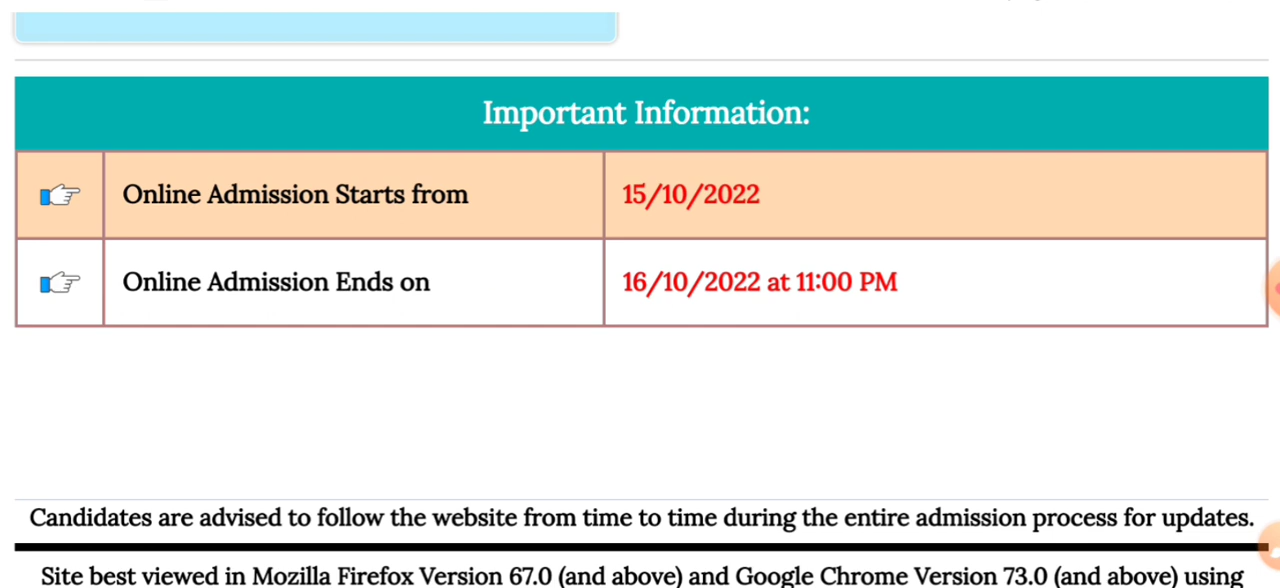 Important Information:
Online Admission Starts from 15/10/2022
Online Admission Ends on 16/10/2022 at 11:00 PM
Candidates are advised to follow the website from time to time during the entire admission process for updates.
Site best viewed in Mozilla Firefox Version 67.0 (and above) and Google Chrome Version 73.0 (and above) using